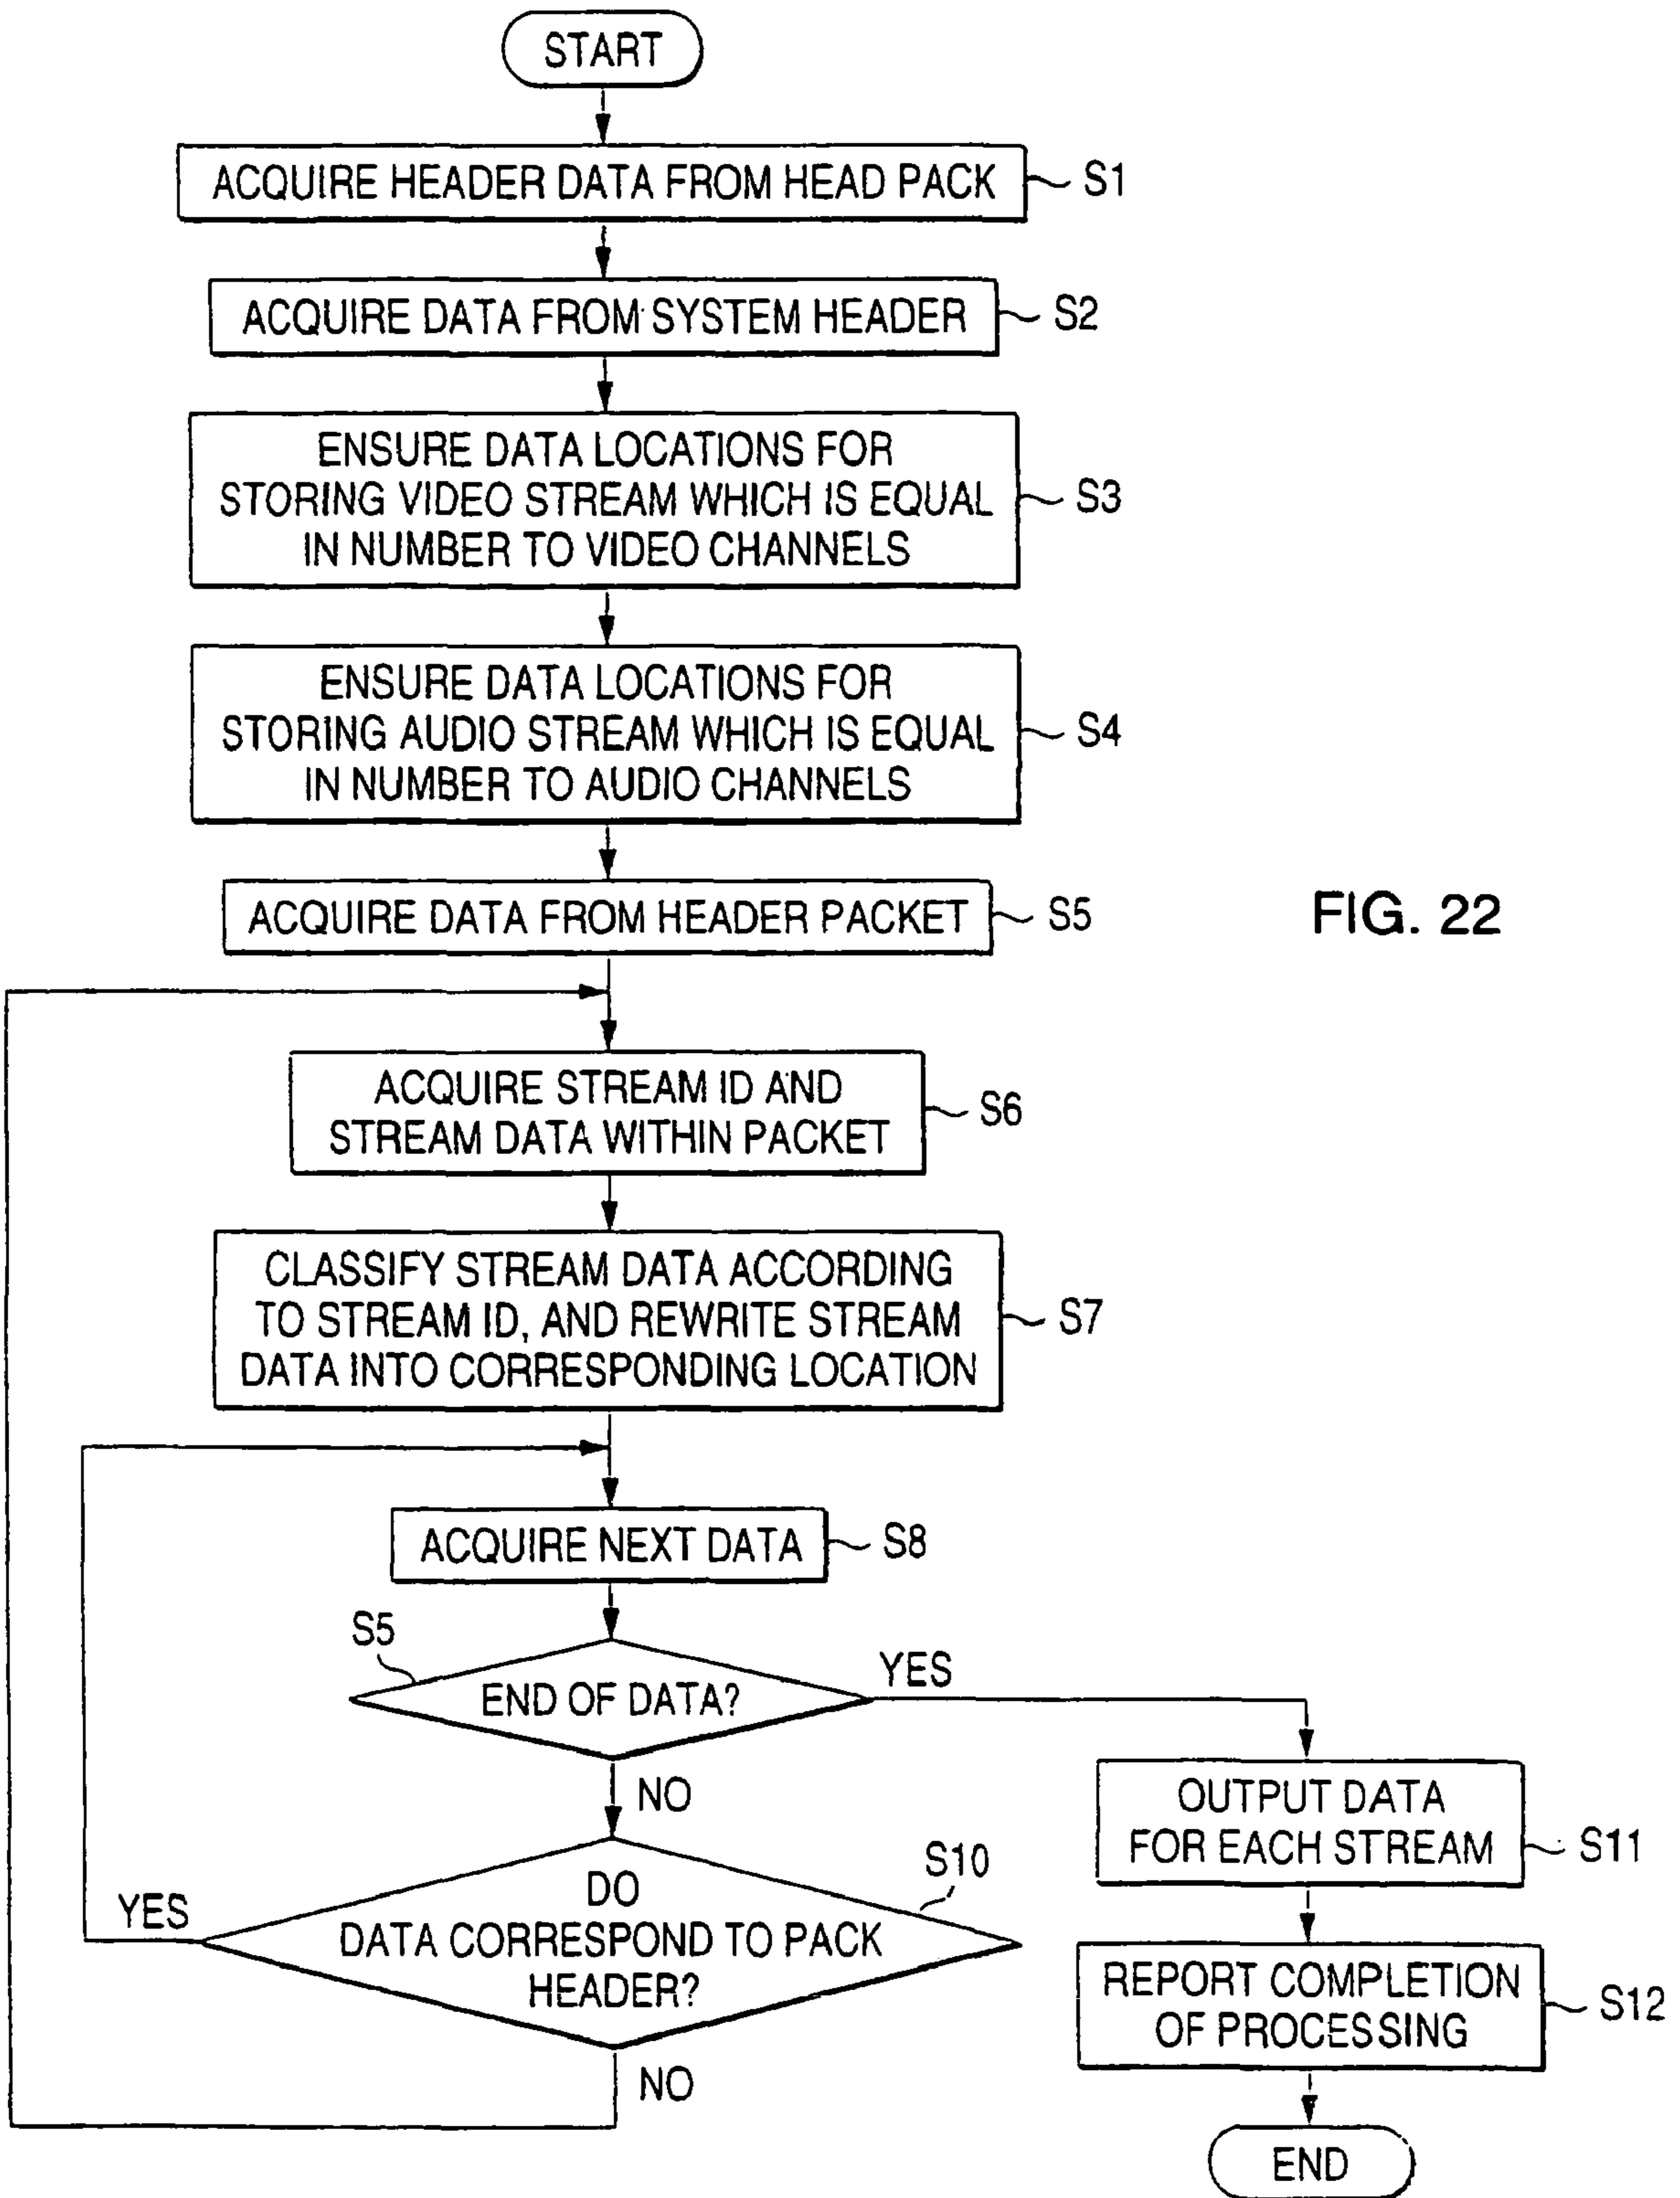 START
ACQUIRE HEADER DATA FROM HEAD PACK
S1
ACQUIRE DATA FROM SYSTEM HEADER
S2
ENSURE DATA LOCATIONS FOR
STORING VIDEO STREAM WHICH IS EQUAL
IN NUMBER TO VIDEO CHANNELS
S3
ENSURE DATA LOCATIONS FOR
STORING AUDIO STREAM WHICH IS EQUAL
IN NUMBER TO AUDIO CHANNELS
S4
ACQUIRE DATA FROM HEADER PACKET
S5
FIG. 22
ACQUIRE STREAM ID AND
STREAM DATA WITHIN PACKET
S6
CLASSIFY STREAM DATA ACCORDING
TO STREAM ID, AND REWRITE STREAM
DATA INTO CORRESPONDING LOCATION
S7
ACQUIRE NEXT DATA
S8
S5
END OF DATA?
YES
NO
DO
DATA CORRESPOND TO PACK
HEADER?
S10
YES
NO
OUTPUT DATA
FOR EACH STREAM
S11
REPORT COMPLETION
OF PROCESSING
S12
END